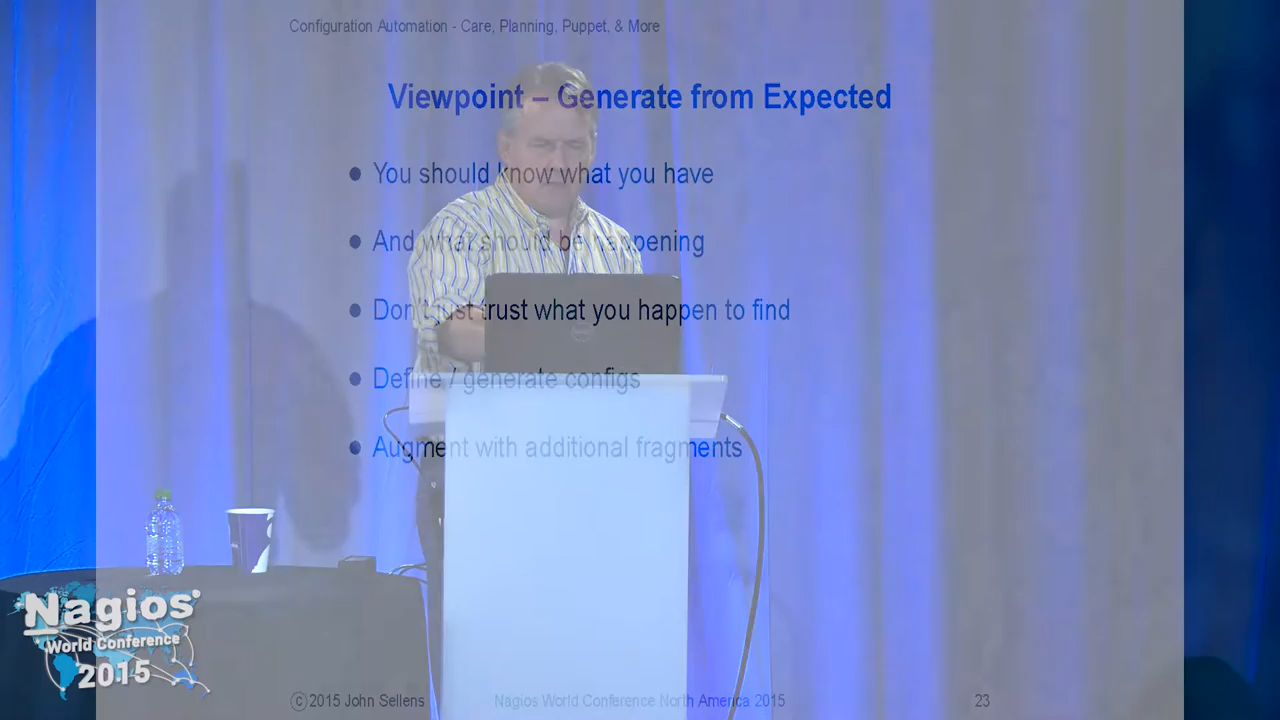 Configuration Automation - Care, Planning, Puppet, & More
Viewpoint – Generate from Expected
● You should know what you have
● And what should be happening
● Don't just trust what you happen to find
● Define / generate configs
● Augment with additional fragments
Nagios
World Conference
2015
©2015 John Sellens
Nagios World Conference North America 2015
23